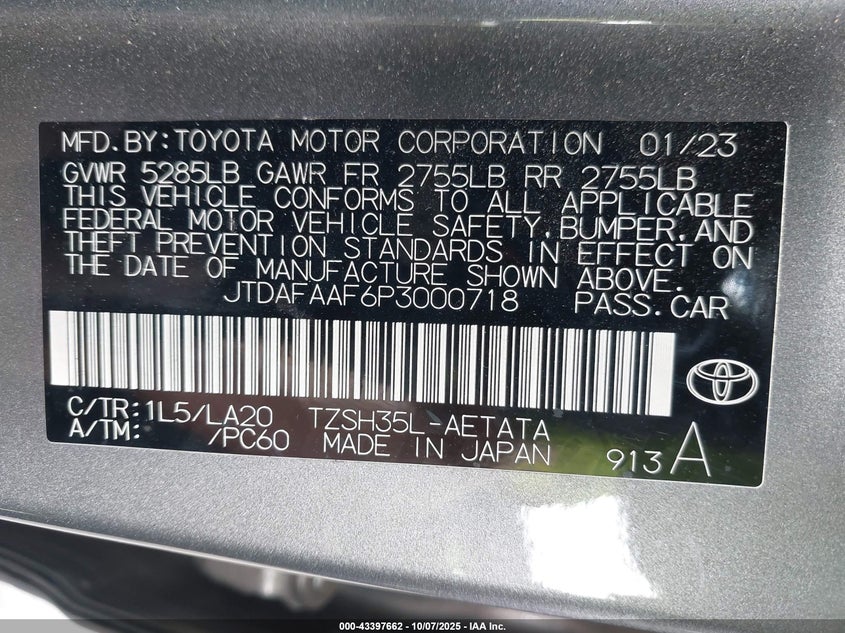 MFD.BY:TOYOTA MOTOR CORPORATION 01/23
GVWR 5285LB GAWR FR 2755LB RR 2755LB
THIS VEHICLE CONFORMS TO ALL APPLICABLE
FEDERAL MOTOR VEHICLE SAFETY,BUMPER,AND
THEFT PREVENTION STANDARDS IN EFFECT ON
THE DATE OF MANUFACTURE SHOWN ABOVE.
JTDAFAAF6P3000718 PASS.CAR
C/TR:1L5/LA20 TZSH35L-AETATA
A/TM: /PC60 MADE IN JAPAN 913 A
000-43397662 - 10/07/2025 - IAA Inc.